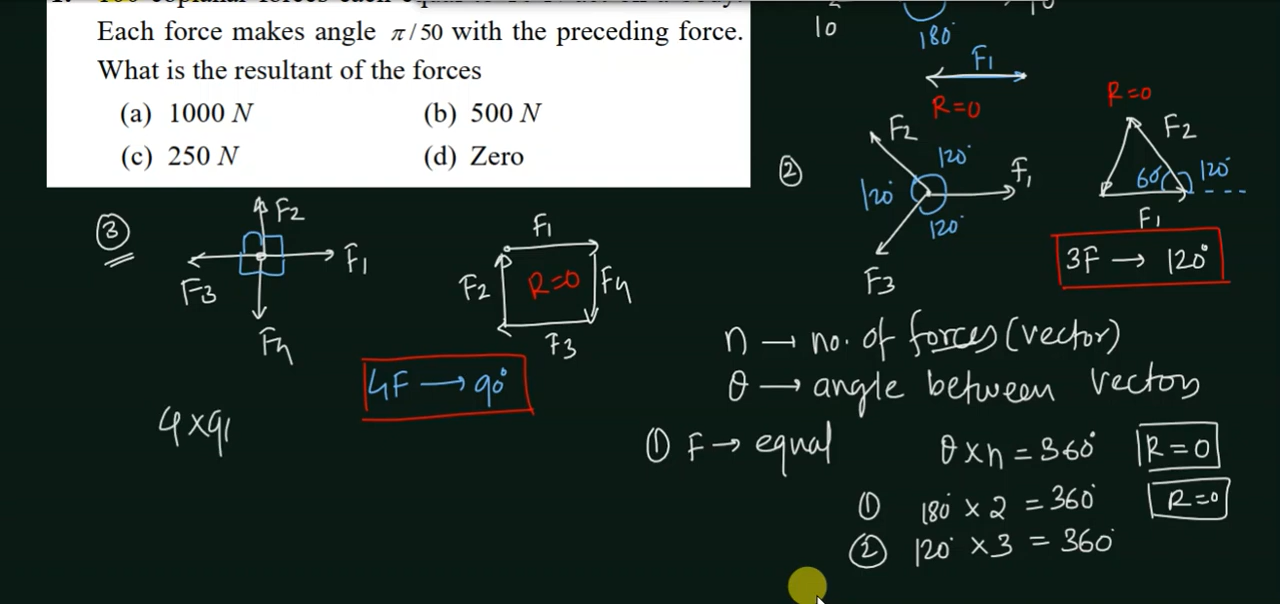 Each force makes angle π/50 with the preceding force.
What is the resultant of the forces
(a) 1000 N (b) 500 N
(c) 250 N (d) Zero
10
180°
F1
R=0
②
F2
120°
F1
120°
120°
F3
R=0
F2
60° 120°
F1
3F → 120°
③
F2
F1
F3
F4
F1
F2 R=0 F4
F3
4F → 90°
4×9
n → no. of forces (vector)
θ → angle between vectors
① F → equal θ×n = 360° R=0
① 180° × 2 = 360° R=0
② 120° × 3 = 360°